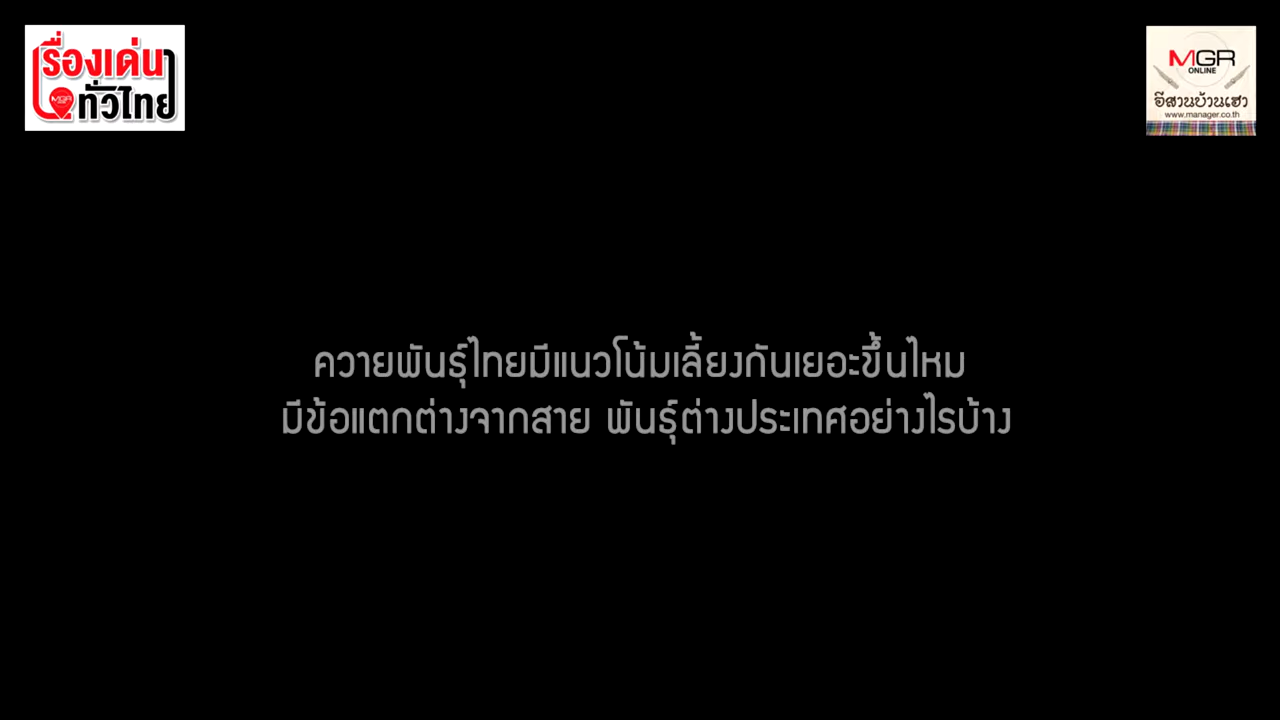 เรื่องเด่น
MGR
ทั่วไทย
MGR
ONLINE
อีสานบ้านเฮา
www.manager.co.th
ควายพันธุ์ไทยมีแนวโน้มเลี้ยงกันเยอะขึ้นไหม
มีข้อแตกต่างจากสาย พันธุ์ต่างประเทศอย่างไรบ้าง